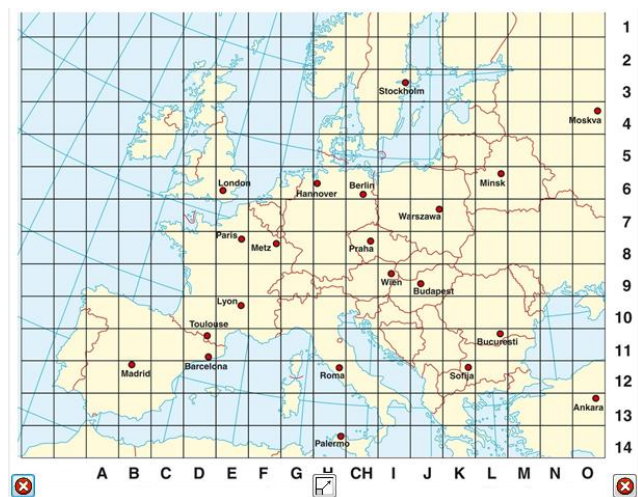 1
2
3
Stockholm
Moskva
4
5
Minsk
London
Hannover
Berlin
6
Warszawa
7
Paris
Metz
Praha
8
Wien
Budapest
9
Lyon
10
Toulouse
Bucuresti
11
Madrid
Barcelona
Roma
Sofija
12
Ankara
13
Palermo
14
A B C D E F G H CH I J K L M N O